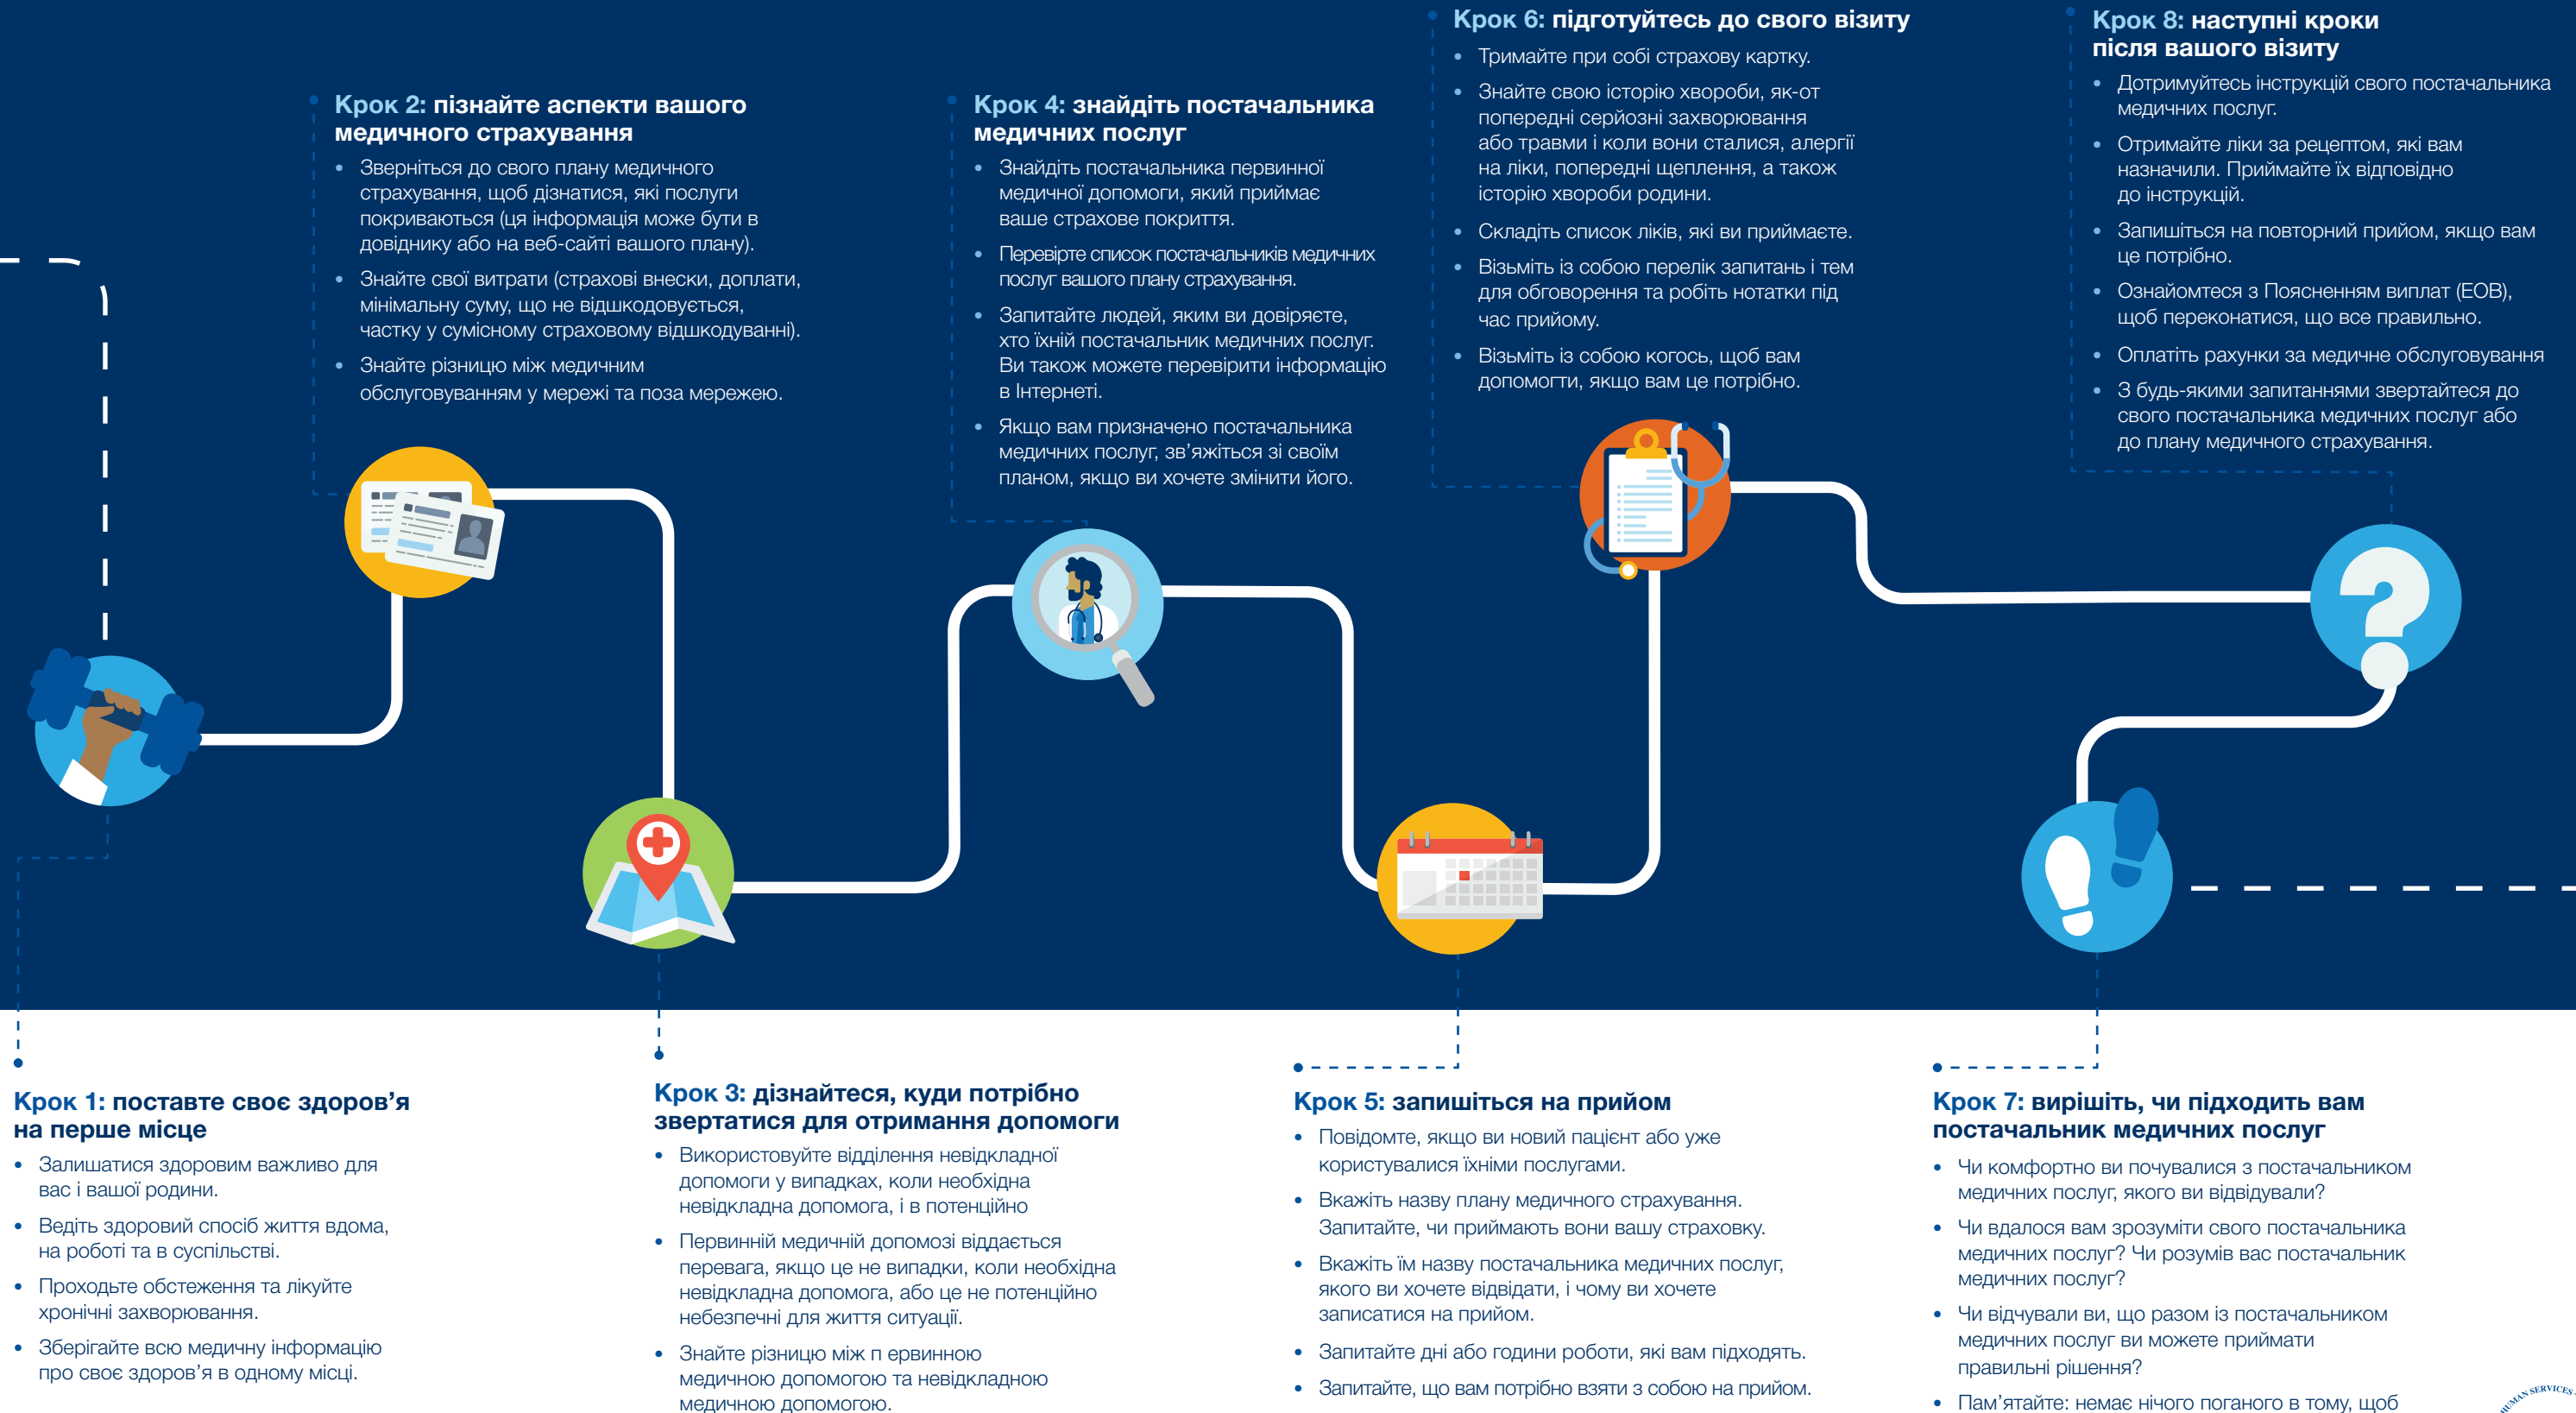 Крок 1: поставте своє здоров’я
на перше місце
• Залишатися здоровим важливо для
вас і вашої родини.
• Ведіть здоровий спосіб життя вдома,
на роботі та в суспільстві.
• Проходьте обстеження та лікуйте
хронічні захворювання.
• Зберігайте всю медичну інформацію
про своє здоров’я в одному місці.
Крок 2: пізнайте аспекти вашого
медичного страхування
• Зверніться до свого плану медичного
страхування, щоб дізнатися, які послуги
покриваються (ця інформація може бути в
довіднику або на веб-сайті вашого плану).
• Знайте свої витрати (страхові внески, доплати,
мінімальну суму, що не відшкодовується,
частку у сумісному страховому відшкодуванні).
• Знайте різницю між медичним
обслуговуванням у мережі та поза мережею.
Крок 3: дізнайтеся, куди потрібно
звертатися для отримання допомоги
• Використовуйте відділення невідкладної
допомоги у випадках, коли необхідна
невідкладна допомога, і в потенційно
• Первинній медичній допомозі віддається
перевага, якщо це не випадки, коли необхідна
невідкладна допомога, або це не потенційно
небезпечні для життя ситуації.
• Знайте різницю між п ервинною
медичною допомогою та невідкладною
медичною допомогою.
Крок 4: знайдіть постачальника
медичних послуг
• Знайдіть постачальника первинної
медичної допомоги, який приймає
ваше страхове покриття.
• Перевірте список постачальників медичних
послуг вашого плану страхування.
• Запитайте людей, яким ви довіряєте,
хто їхній постачальник медичних послуг.
Ви також можете перевірити інформацію
в Інтернеті.
• Якщо вам призначено постачальника
медичних послуг, зв’яжіться зі своїм
планом, якщо ви хочете змінити його.
Крок 5: запишіться на прийом
• Повідомте, якщо ви новий пацієнт або уже
користувалися їхніми послугами.
• Вкажіть назву плану медичного страхування.
Запитайте, чи приймають вони вашу страховку.
• Вкажіть їм назву постачальника медичних послуг,
якого ви хочете відвідати, і чому ви хочете
записатися на прийом.
• Запитайте дні або години роботи, які вам підходять.
• Запитайте, що вам потрібно взяти з собою на прийом.
Крок 6: підготуйтесь до свого візиту
• Тримайте при собі страхову картку.
• Знайте свою історію хвороби, як-от
попередні серйозні захворювання
або травми і коли вони сталися, алергії
на ліки, попередні щеплення, а також
історію хвороби родини.
• Складіть список ліків, які ви приймаєте.
• Візьміть із собою перелік запитань і тем
для обговорення та робіть нотатки під
час прийому.
• Візьміть із собою когось, щоб вам
допомогти, якщо вам це потрібно.
Крок 7: вирішіть, чи підходить вам
постачальник медичних послуг
• Чи комфортно ви почувалися з постачальником
медичних послуг, якого ви відвідували?
• Чи вдалося вам зрозуміти свого постачальника
медичних послуг? Чи розумів вас постачальник
медичних послуг?
• Чи відчували ви, що разом із постачальником
медичних послуг ви можете приймати
правильні рішення?
• Пам’ятайте: немає нічого поганого в тому, щоб
Крок 8: наступні кроки
після вашого візиту
• Дотримуйтесь інструкцій свого постачальника
медичних послуг.
• Отримайте ліки за рецептом, які вам
назначили. Приймайте їх відповідно
до інструкцій.
• Запишіться на повторний прийом, якщо вам
це потрібно.
• Ознайомтеся з Поясненням виплат (EOB),
щоб переконатися, що все правильно.
• Оплатіть рахунки за медичне обслуговування
• З будь-якими запитаннями звертайтеся до
свого постачальника медичних послуг або
до плану медичного страхування.
HUMAN SERVICES